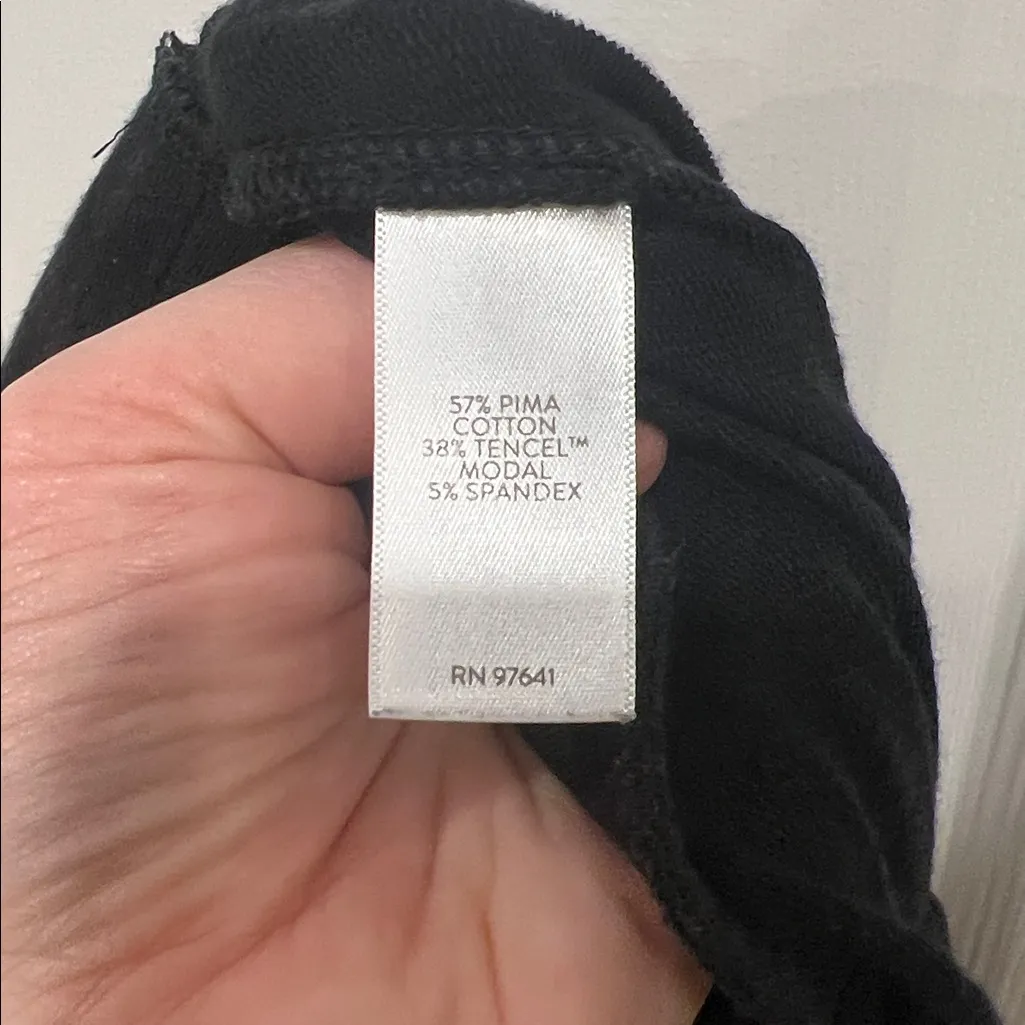 57% PIMA
COTTON
38% TENCEL™
MODAL
5% SPANDEX
RN 97641